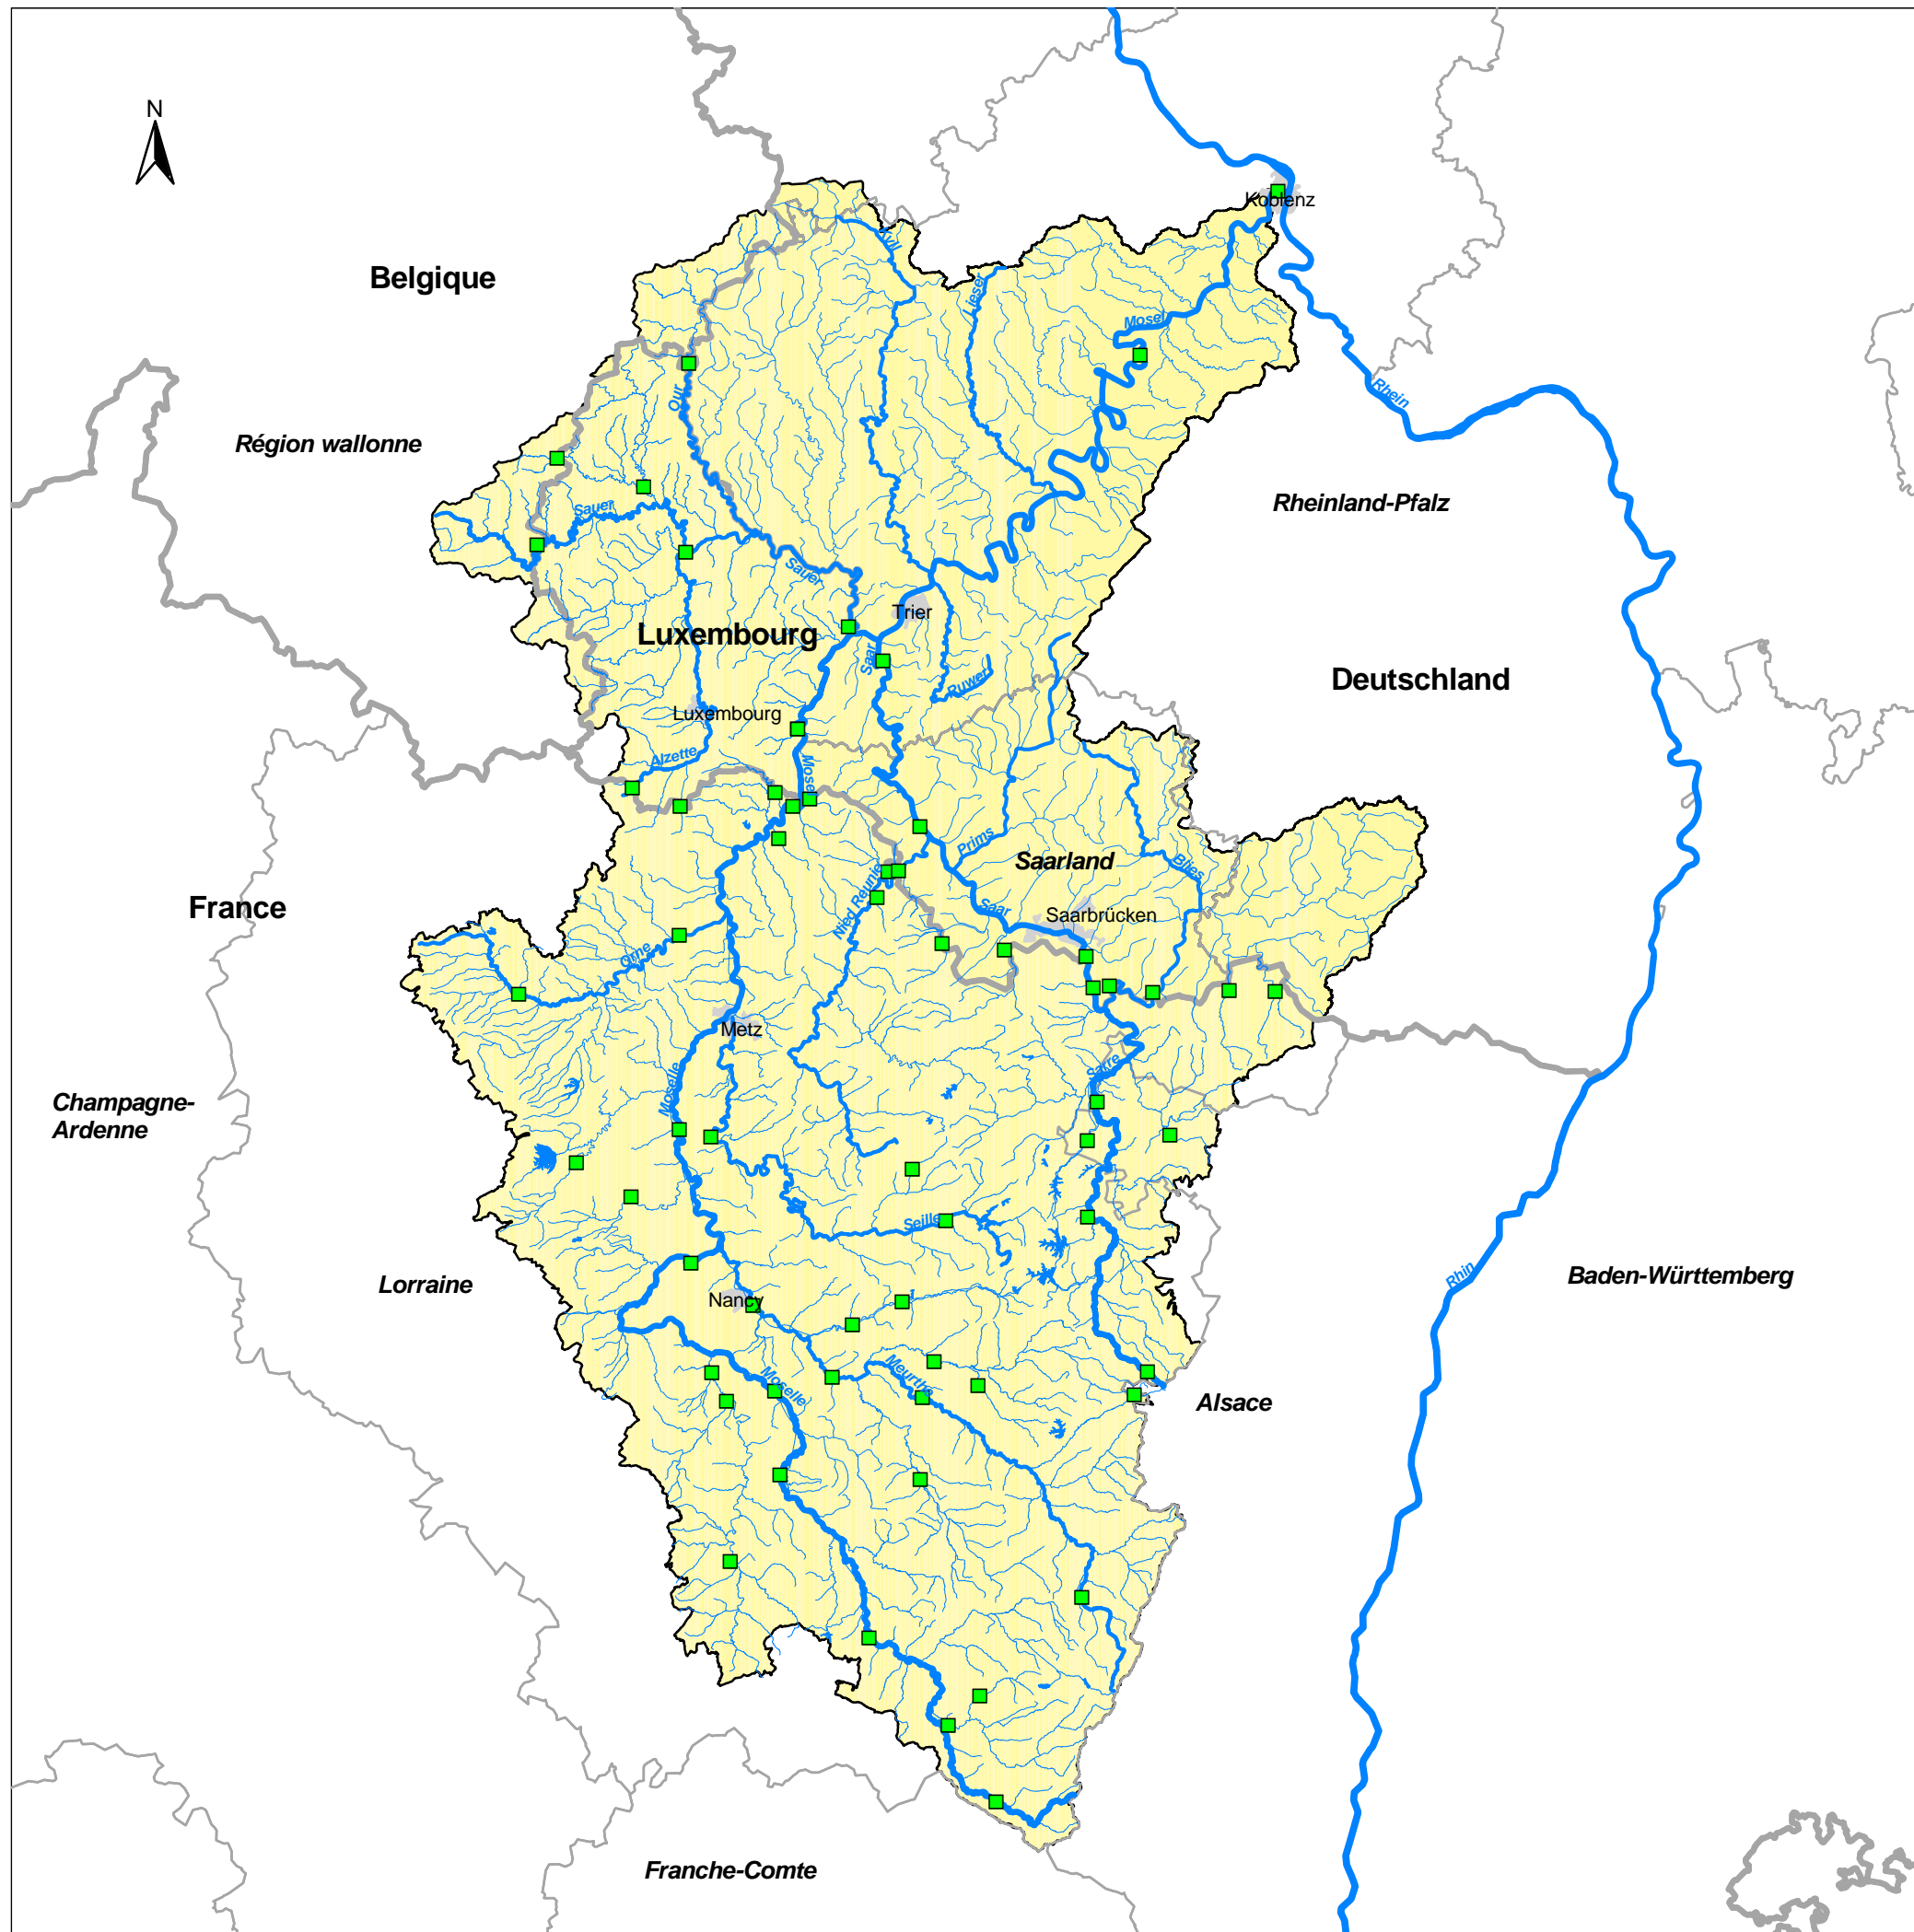 N
Koblenz
Kyll
Belgique
Lieser
Mosel
Our
Rhein
Région wallonne
Rheinland-Pfalz
Sauer
Sauer
Trier
Luxembourg
Saar
Ruwer
Deutschland
Luxembourg
Alzette
Mosel
Prims
Saarland
Blies
France
Nied Réunie
Saar
Saarbrücken
Orne
Metz
Sarre
Moselle
Champagne-
Ardenne
Seille
Lorraine
Rhin
Baden-Württemberg
Nancy
Meurthe
Moselle
Alsace
Franche-Comte